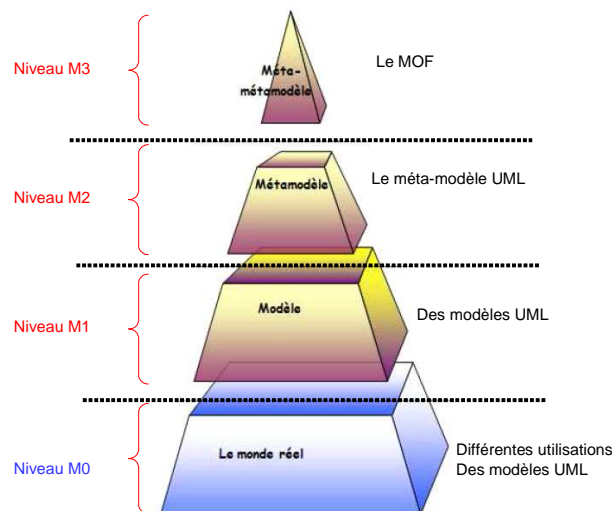 Niveau M3
Méta-
métamodèle
Le MOF
Niveau M2
Métamodèle
Le méta-modèle UML
Niveau M1
Modèle
Des modèles UML
Niveau M0
Le monde réel
Différentes utilisations
Des modèles UML